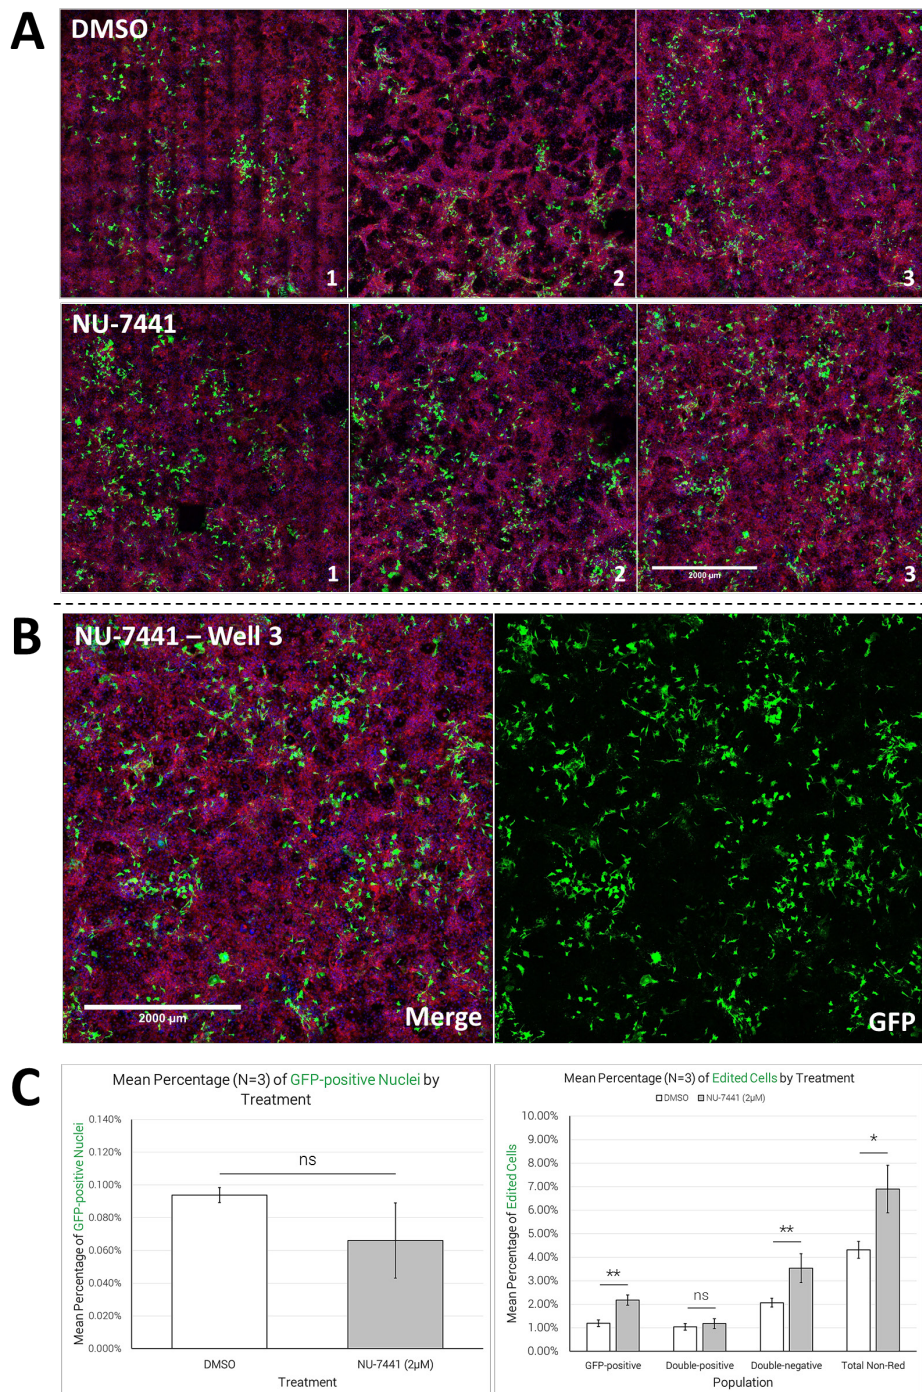 A
DMSO
1
2
3
NU-7441
1
2
3
2000 µm
B
NU-7441 – Well 3
2000 µm
Merge
GFP
C
Mean Percentage (N=3) of GFP-positive Nuclei by
Treatment
Mean Percentage of GFP-positive Nuclei
0.140%
0.120%
0.100%
0.080%
0.060%
0.040%
0.020%
0.000%
ns
DMSO
NU-7441 (2µM)
Treatment
Mean Percentage (N=3) of Edited Cells by Treatment
DMSO
NU-7441 (2µM)
Mean Percentage of Edited Cells
10.00%
9.00%
8.00%
7.00%
6.00%
5.00%
4.00%
3.00%
2.00%
1.00%
0.00%
**
ns
**
*
GFP-positive
Double-positive
Double-negative
Total Non-Red
Population